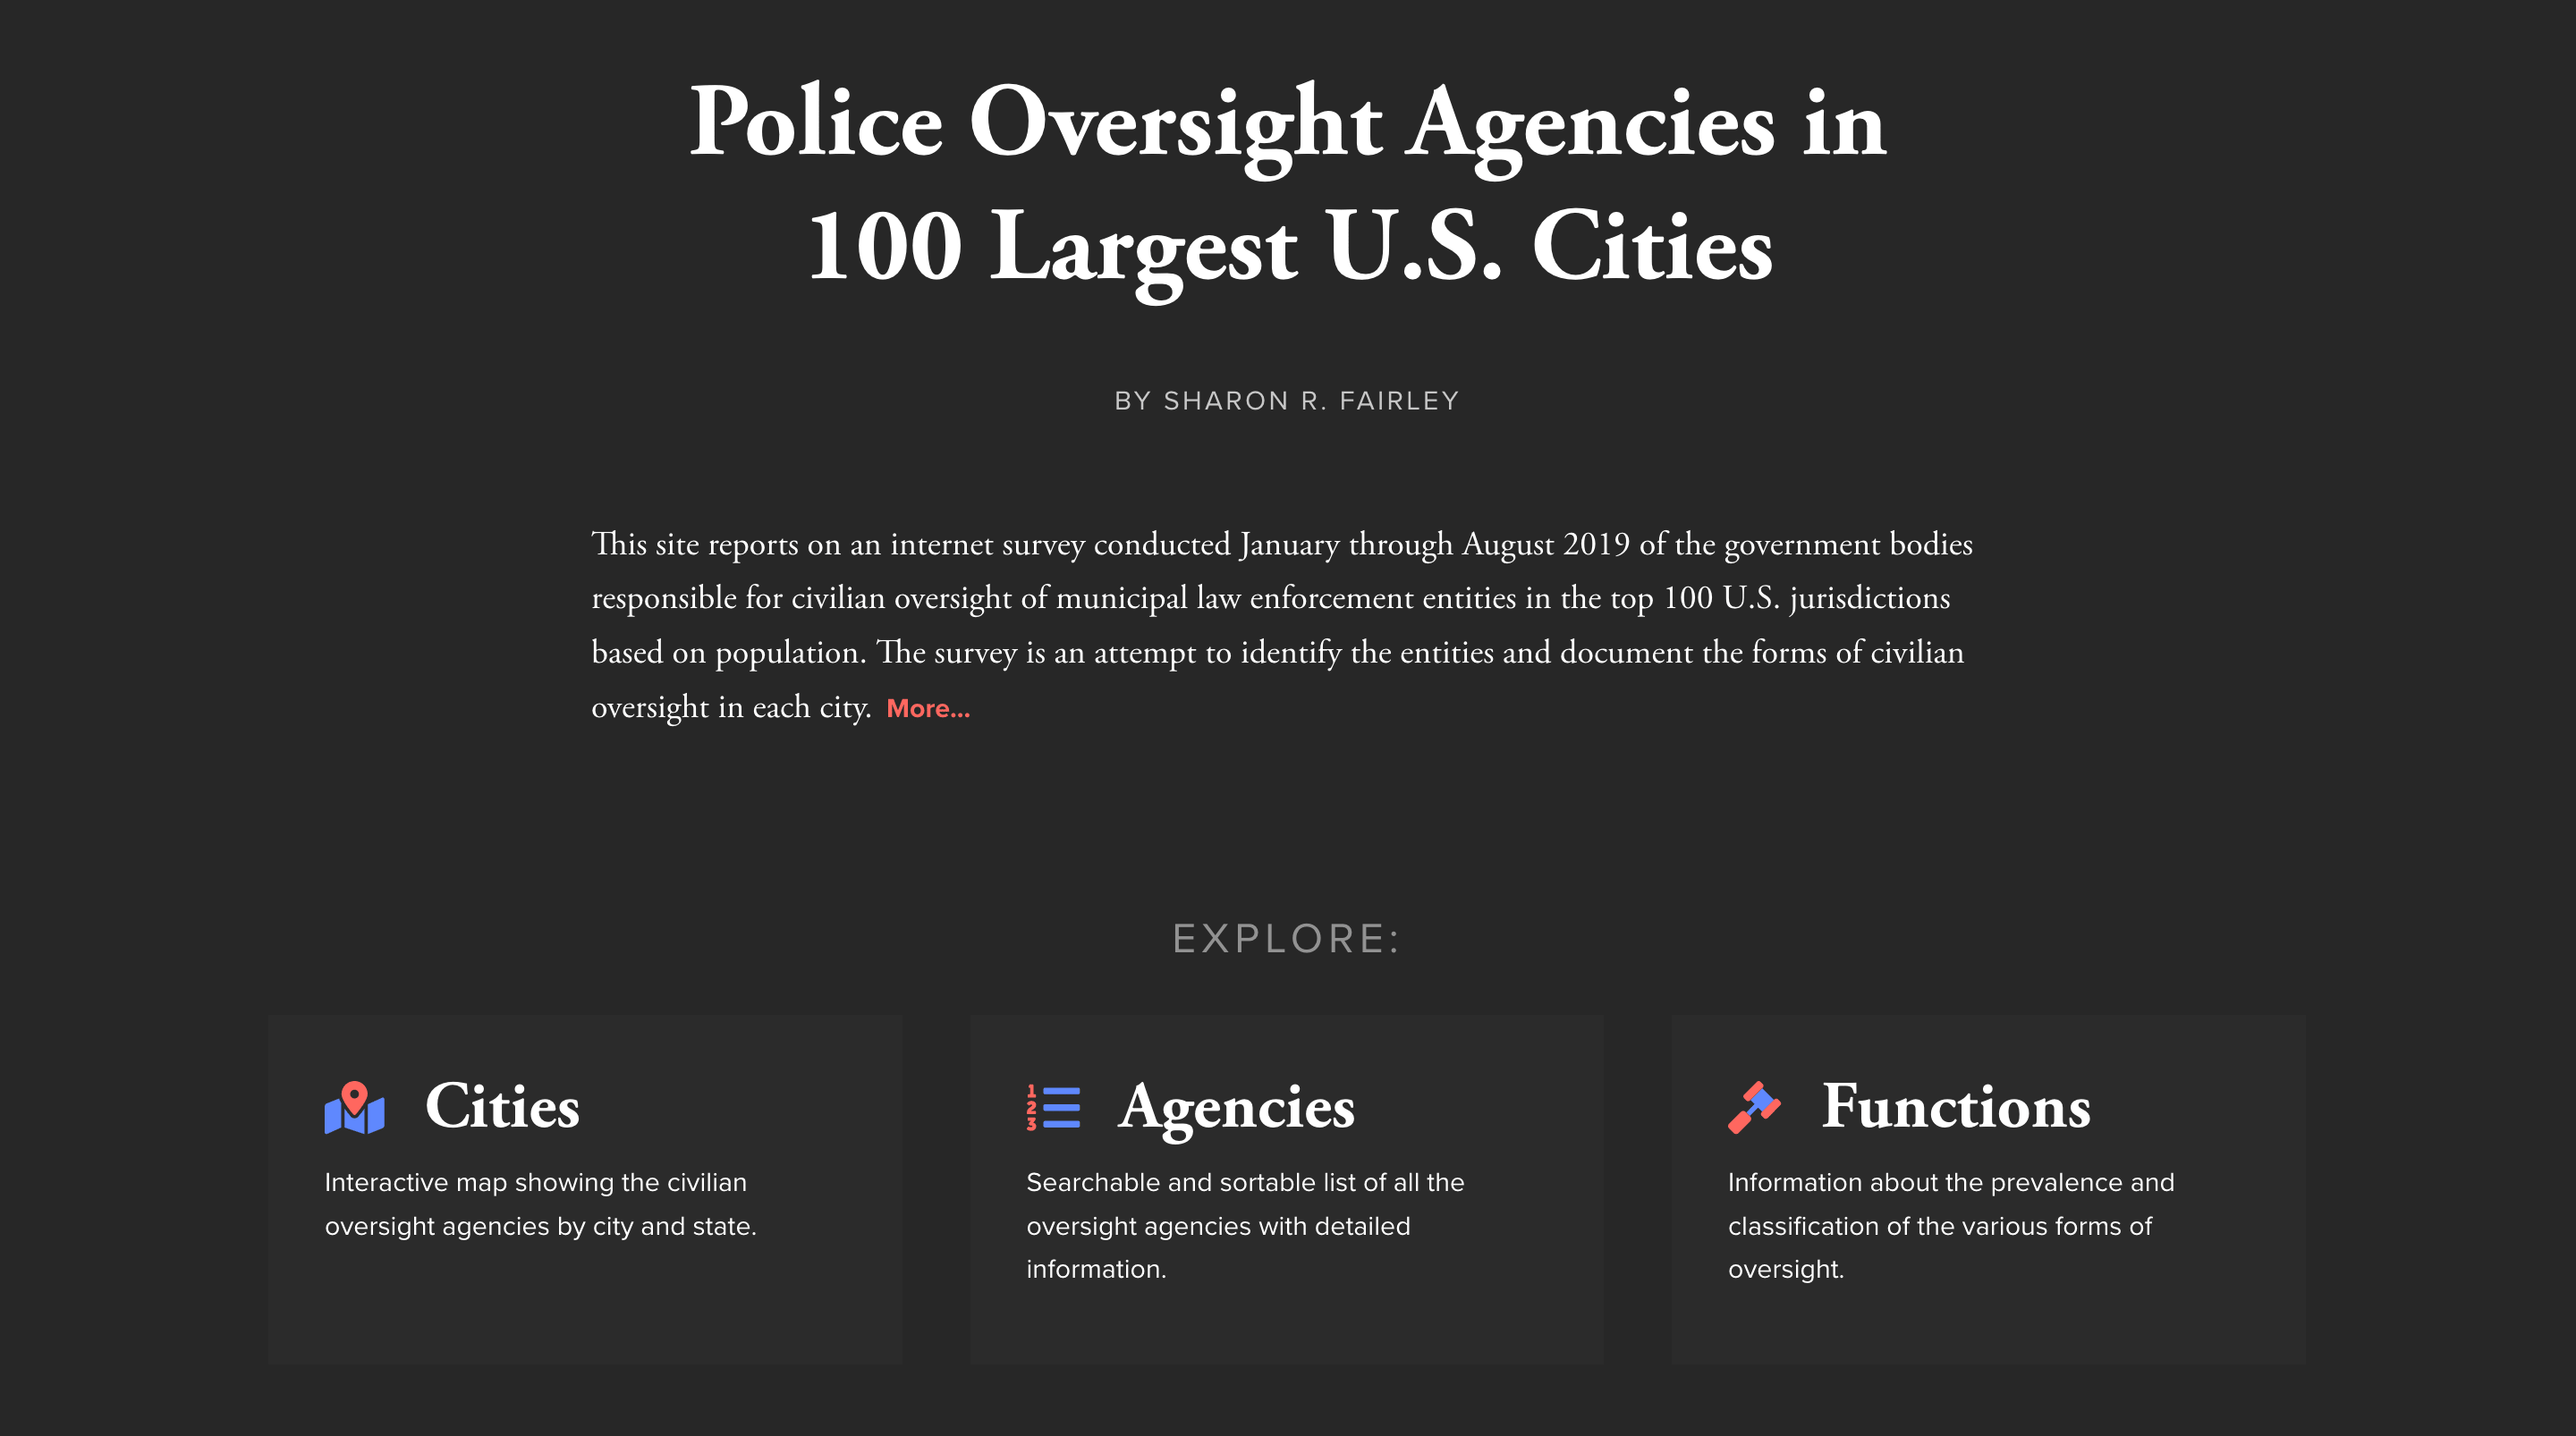 Police Oversight Agencies in
100 Largest U.S. Cities
BY SHARON R. FAIRLEY
This site reports on an internet survey conducted January through August 2019 of the government bodies
responsible for civilian oversight of municipal law enforcement entities in the top 100 U.S. jurisdictions
based on population. The survey is an attempt to identify the entities and document the forms of civilian
oversight in each city. More...
EXPLORE:
Cities
Interactive map showing the civilian
oversight agencies by city and state.
1
2
3
Agencies
Searchable and sortable list of all the
oversight agencies with detailed
information.
Functions
Information about the prevalence and
classification of the various forms of
oversight.